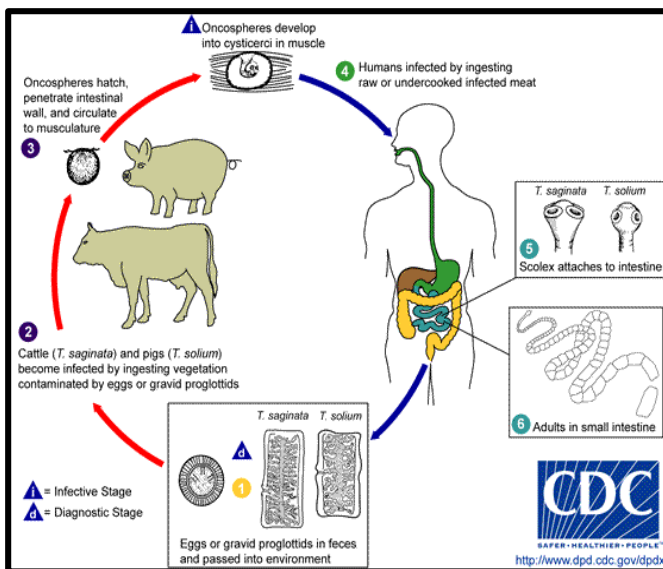 i
Oncospheres develop
into cysticerci in muscle
4
Humans infected by ingesting
raw or undercooked infected meat
Oncospheres hatch,
penetrate intestinal
wall, and circulate
to musculature
3
T. saginata T. solium
5
Scolex attaches to intestine
2
Cattle (T. saginata) and pigs (T. solium)
become infected by ingesting vegetation
contaminated by eggs or gravid proglottids
6
Adults in small intestine
T. saginata T. solium
d
1
Eggs or gravid proglottids in feces
and passed into environment
i = Infective Stage
d = Diagnostic Stage
CDC
SAFER • HEALTHIER • PEOPLE™
http://www.dpd.cdc.gov/dpdx